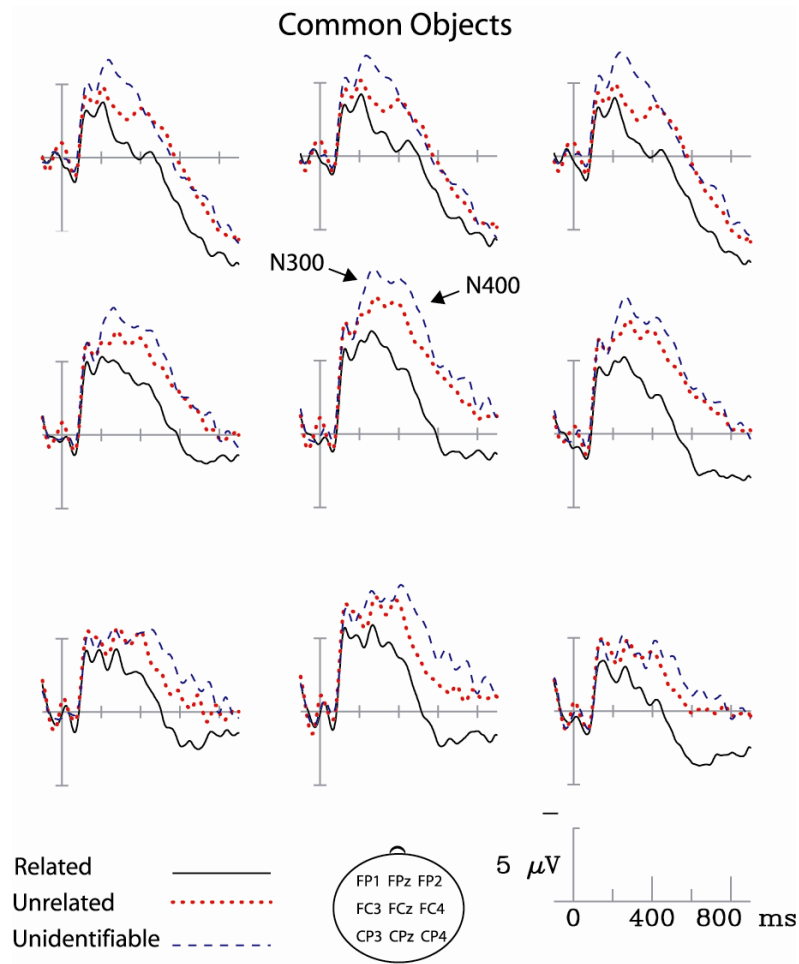 Common Objects
N300
N400
Related
Unrelated
Unidentifiable
FP1 FPz FP2
FC3 FCz FC4
CP3 CPz CP4
–
5 μV
0 400 800 ms